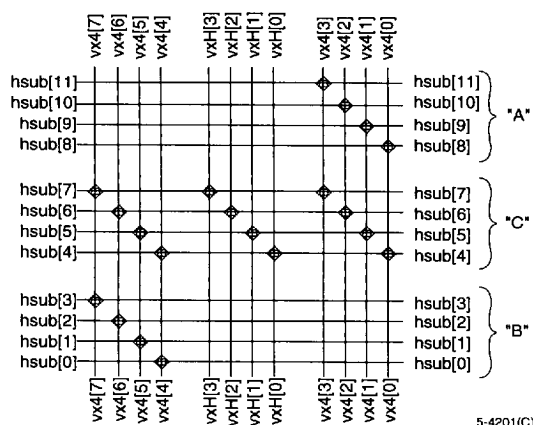 vx4[7] vx4[6] vx4[5] vx4[4] vxH[3] vxH[2] vxH[1] vxH[0] vx4[3] vx4[2] vx4[1] vx4[0]
hsub[11] hsub[11]
hsub[10] hsub[10]
"A"
hsub[9] hsub[9]
hsub[8] hsub[8]
hsub[7] hsub[7]
hsub[6] hsub[6]
"C"
hsub[5] hsub[5]
hsub[4] hsub[4]
hsub[3] hsub[3]
hsub[2] hsub[2]
"B"
hsub[1] hsub[1]
hsub[0] hsub[0]
vx4[7] vx4[6] vx4[5] vx4[4] vxH[3] vxH[2] vxH[1] vxH[0] vx4[3] vx4[2] vx4[1] vx4[0]
5-4201(C)